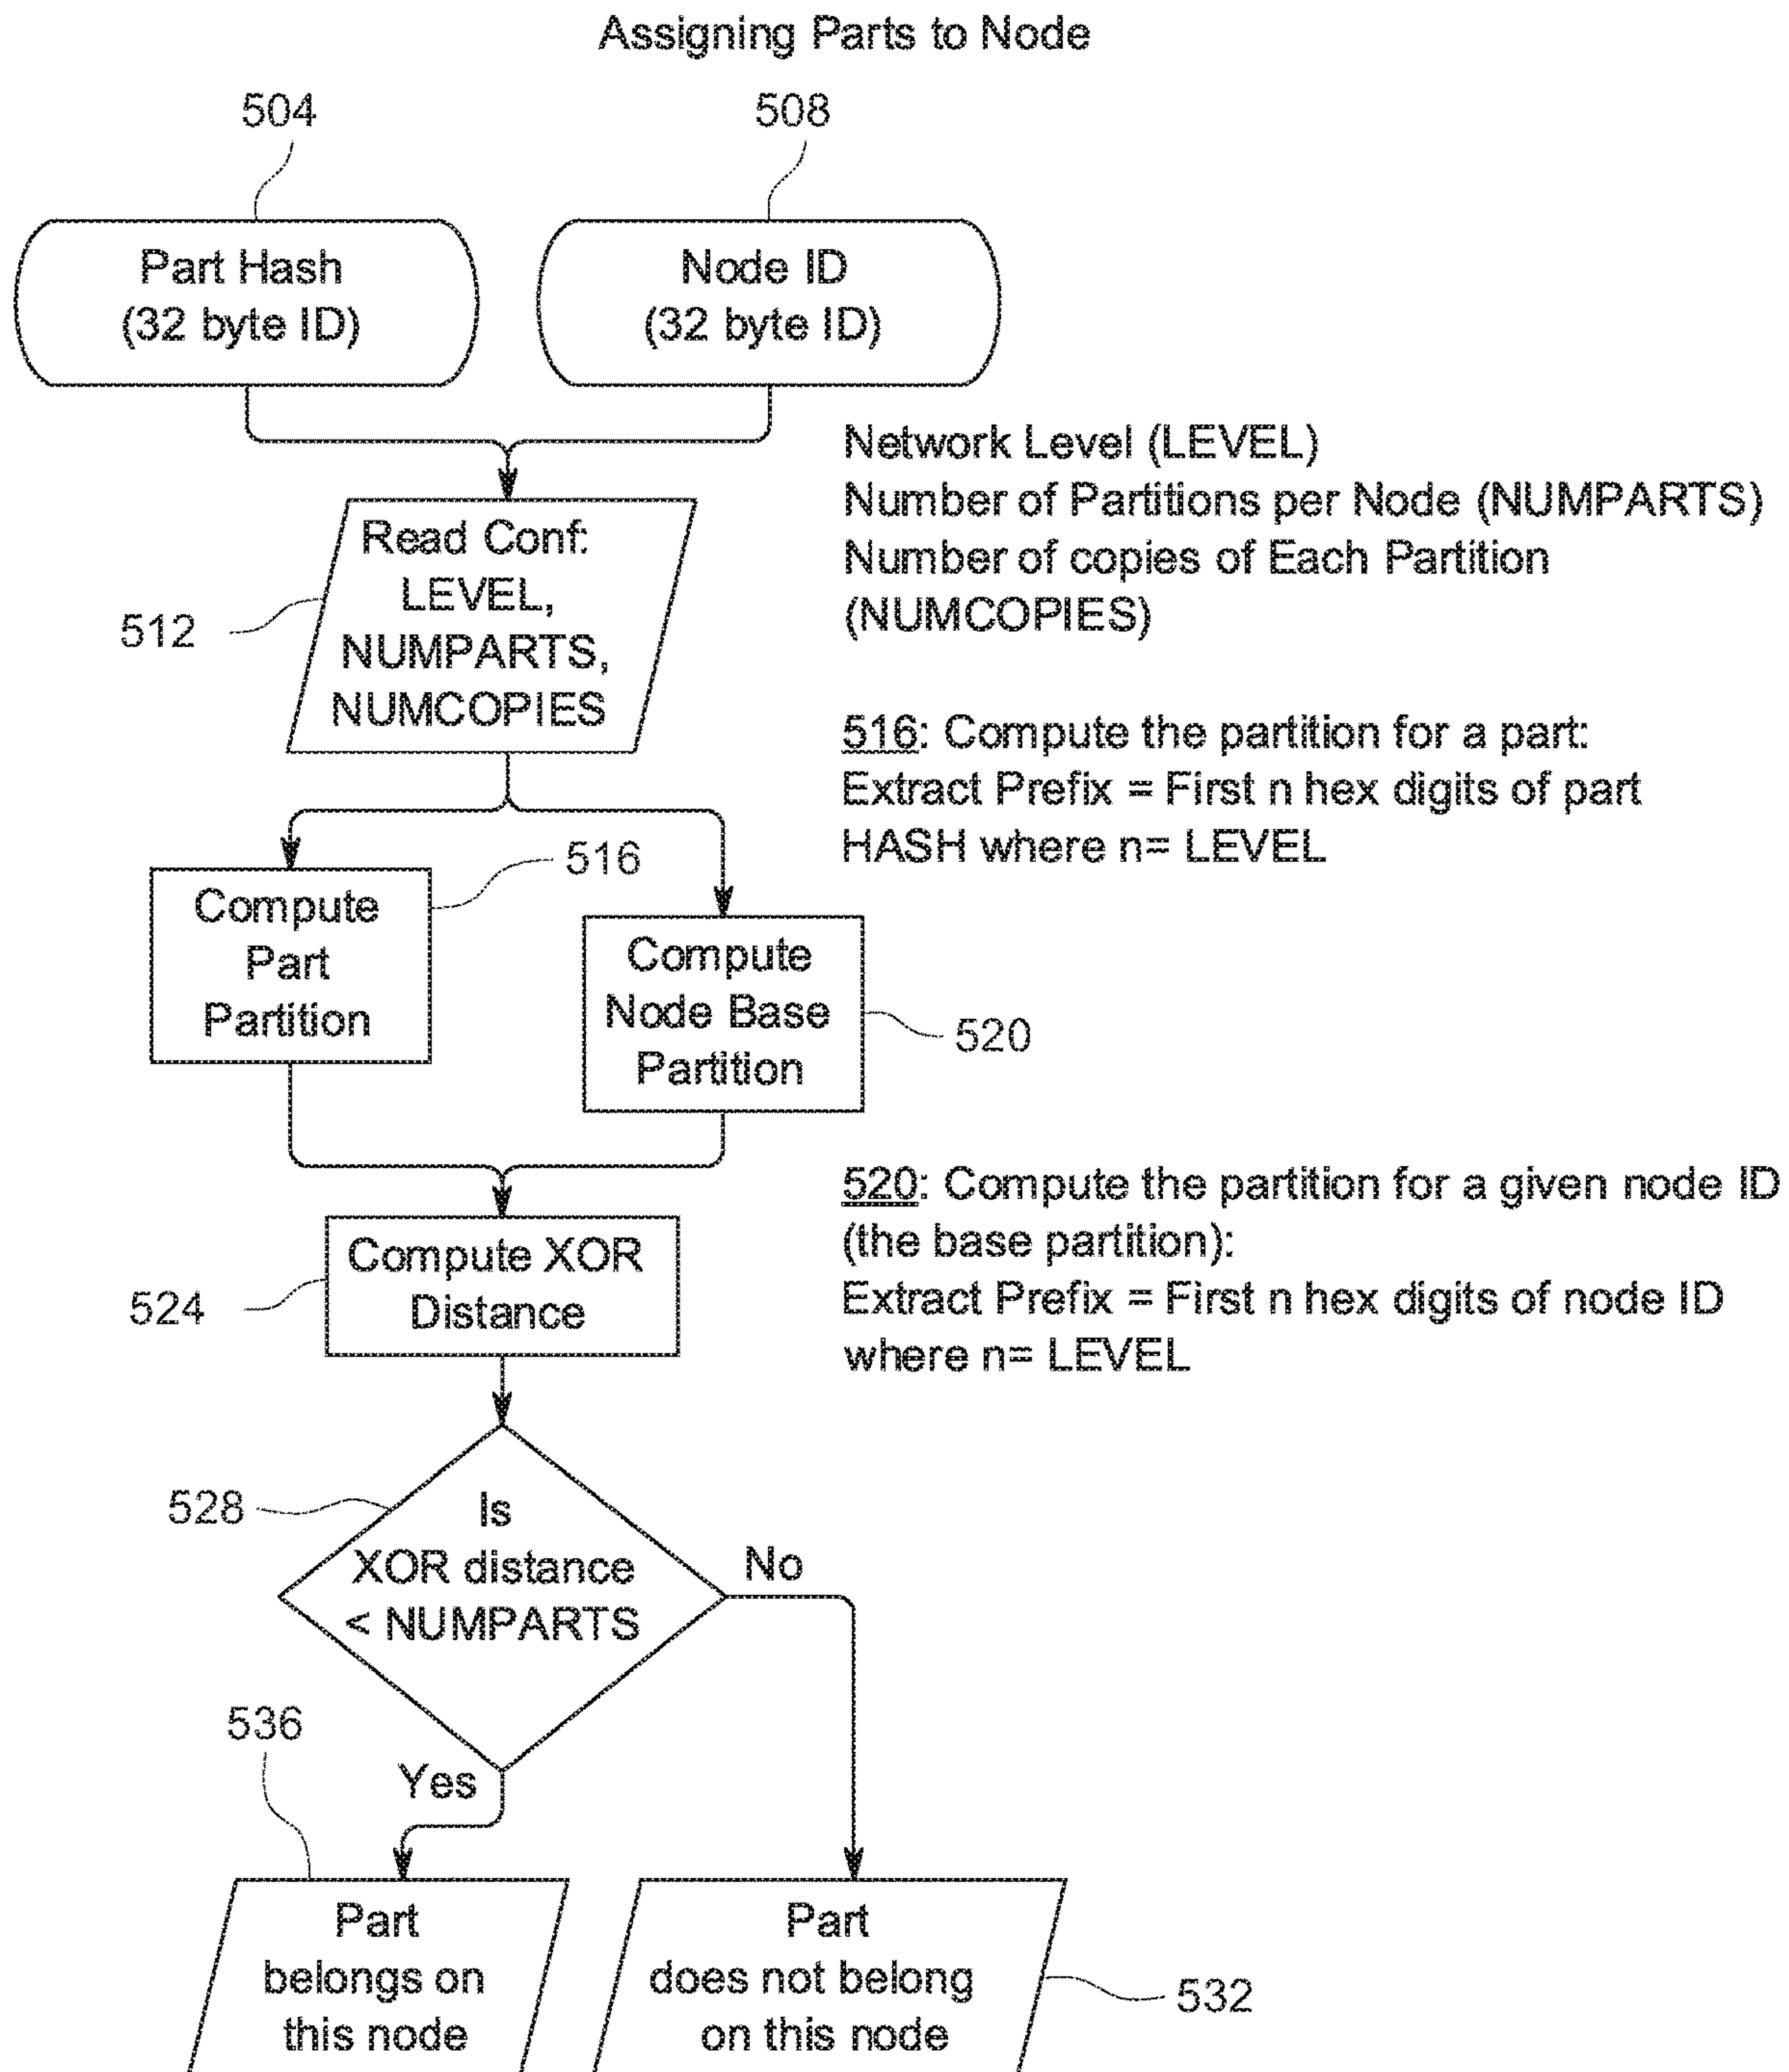 Assigning Parts to Node
504
508
Part Hash
(32 byte ID)
Node ID
(32 byte ID)
Network Level (LEVEL)
Number of Partitions per Node (NUMPARTS)
Number of copies of Each Partition
(NUMCOPIES)
Read Conf:
LEVEL,
NUMPARTS,
NUMCOPIES
512
516: Compute the partition for a part:
Extract Prefix = First n hex digits of part
HASH where n= LEVEL
516
Compute
Part
Partition
Compute
Node Base
Partition
520
520: Compute the partition for a given node ID
(the base partition):
Extract Prefix = First n hex digits of node ID
where n= LEVEL
Compute XOR
Distance
524
528
Is
XOR distance
< NUMPARTS
No
536
Yes
Part
belongs on
this node
Part
does not belong
on this node
532